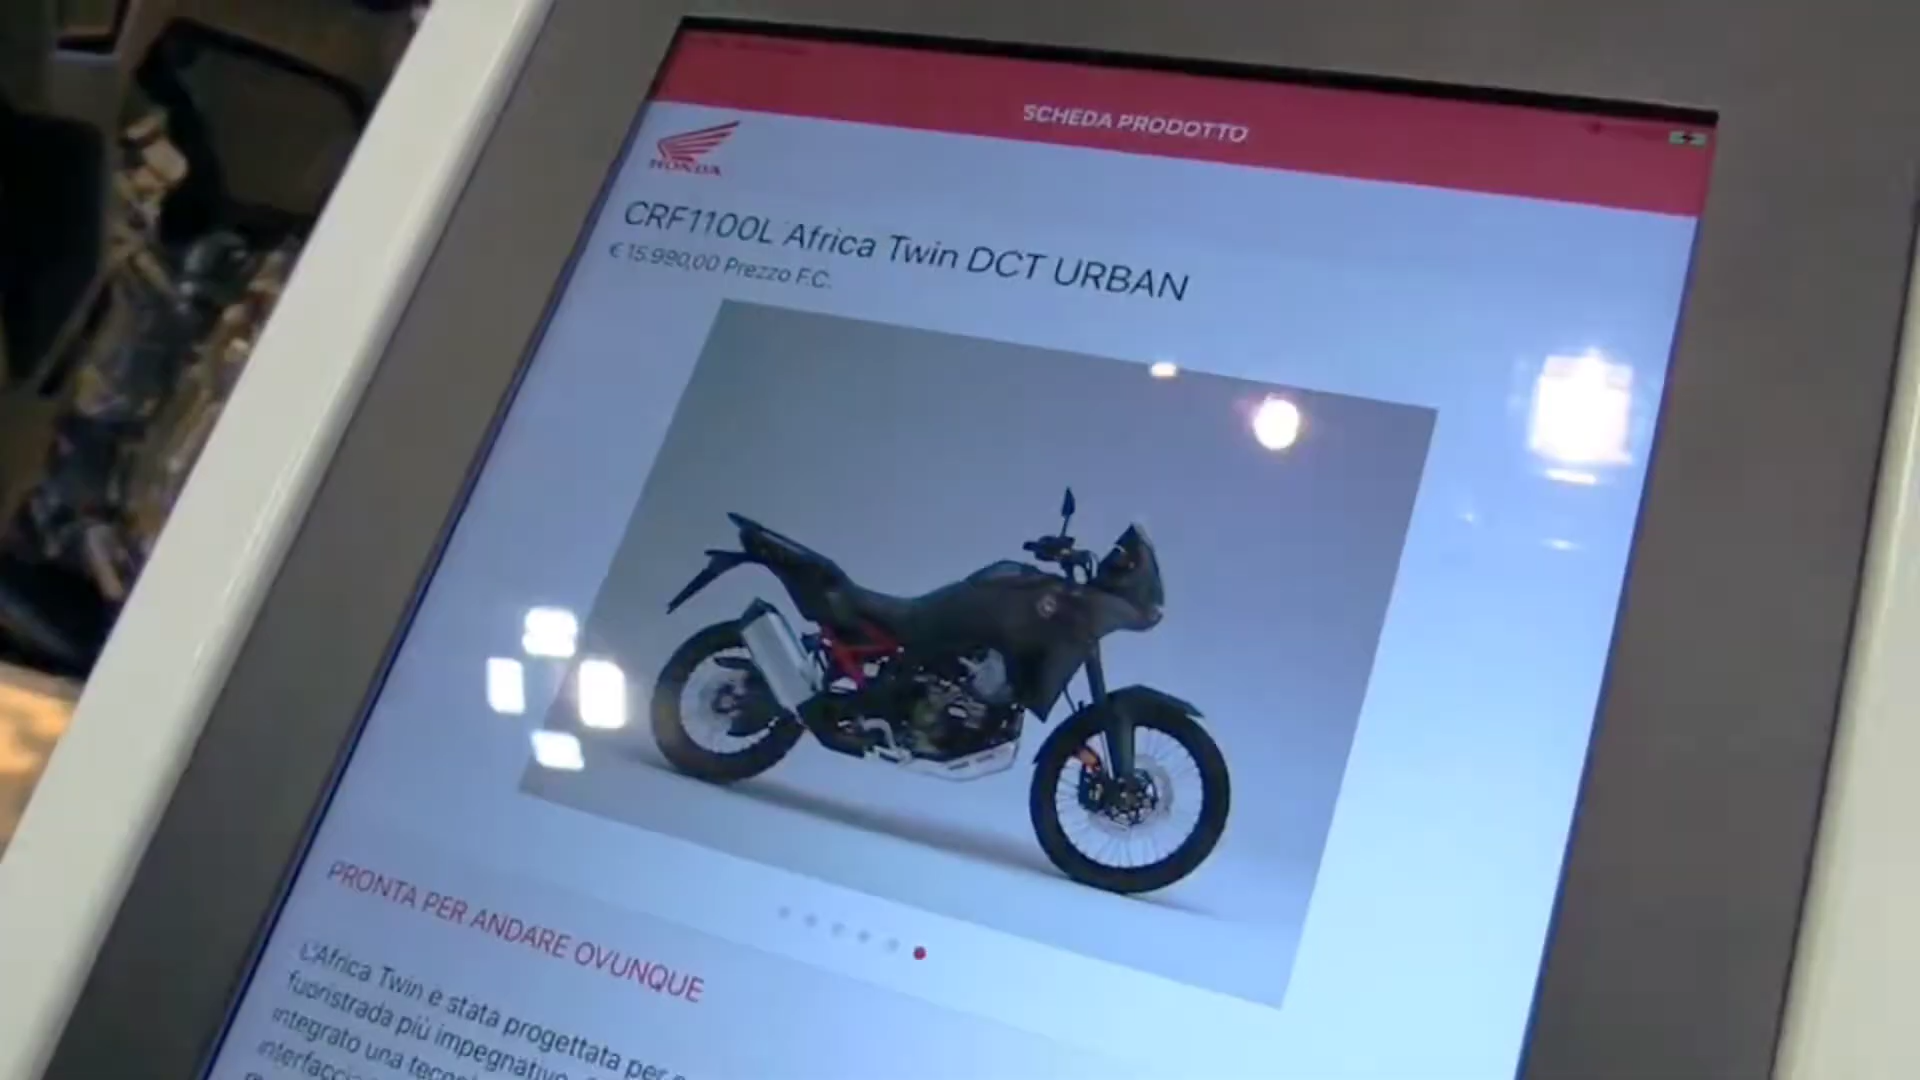 SCHEDA PRODOTTO
HONDA
CRF1100L Africa Twin DCT URBAN
€ 15.990,00 Prezzo F.C.
PRONTA PER ANDARE OVUNQUE
L'Africa Twin è stata progettata per
fuoristrada più impegnativo
integrato una